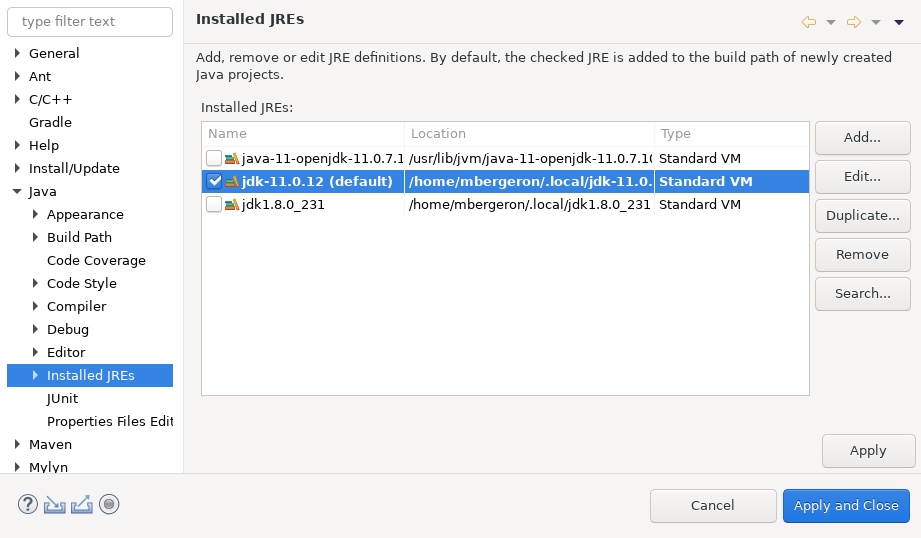 type filter text
General
Ant
C/C++
Gradle
Help
Install/Update
Java
Appearance
Build Path
Code Coverage
Code Style
Compiler
Debug
Editor
Installed JREs
JUnit
Properties Files Edit
Maven
Mylyn
Installed JREs
Add, remove or edit JRE definitions. By default, the checked JRE is added to the build path of newly created
Java projects.
Installed JREs:
Name Location Type
java-11-openjdk-11.0.7.1 /usr/lib/jvm/java-11-openjdk-11.0.7.10 Standard VM
jdk-11.0.12 (default) /home/mbergeron/.local/jdk-11.0. Standard VM
jdk1.8.0_231 /home/mbergeron/.local/jdk1.8.0_231 Standard VM
Add...
Edit...
Duplicate...
Remove
Search...
Apply
?
Cancel
Apply and Close